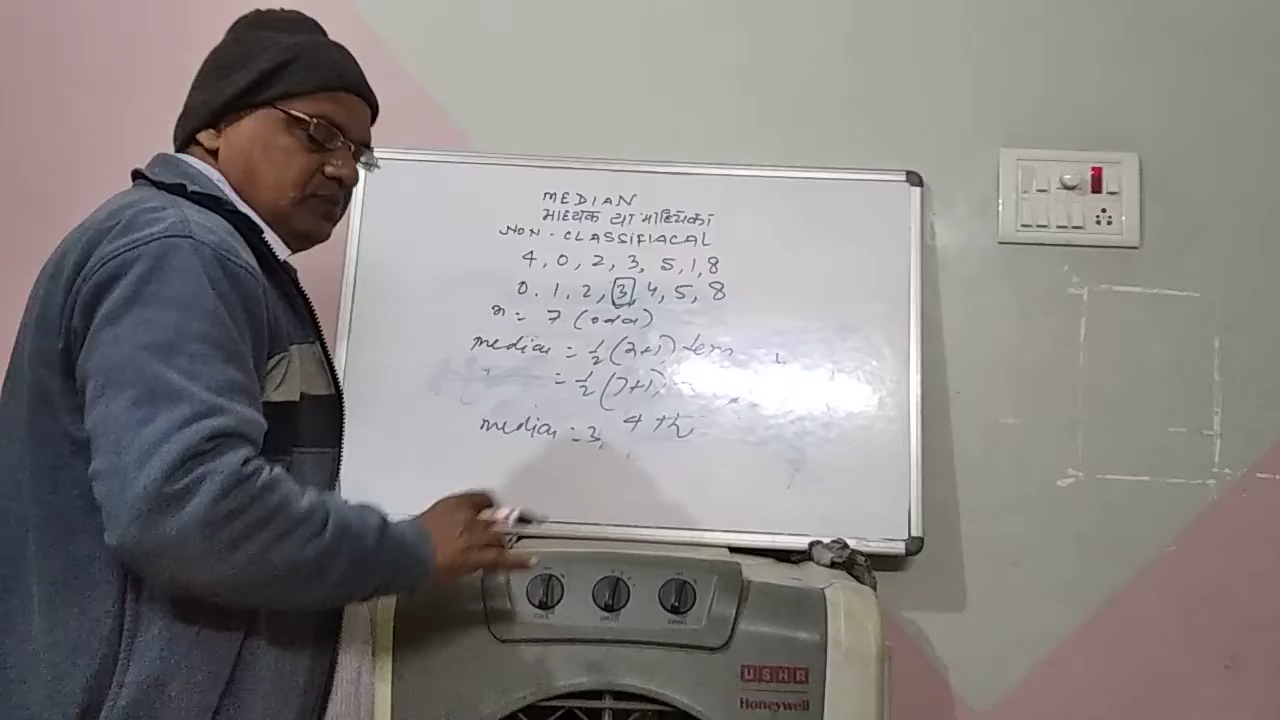 MEDIAN
माध्यक या माध्यिका
NON - CLASSIFIACAL
4, 0, 2, 3, 5, 1, 8
0. 1, 2, 3, 4, 5, 8
n = 7 (odd)
median = 1/2 (7+1) term
= 1/2 (7+1)
4 th
median = 3,
USHA
Honeywell